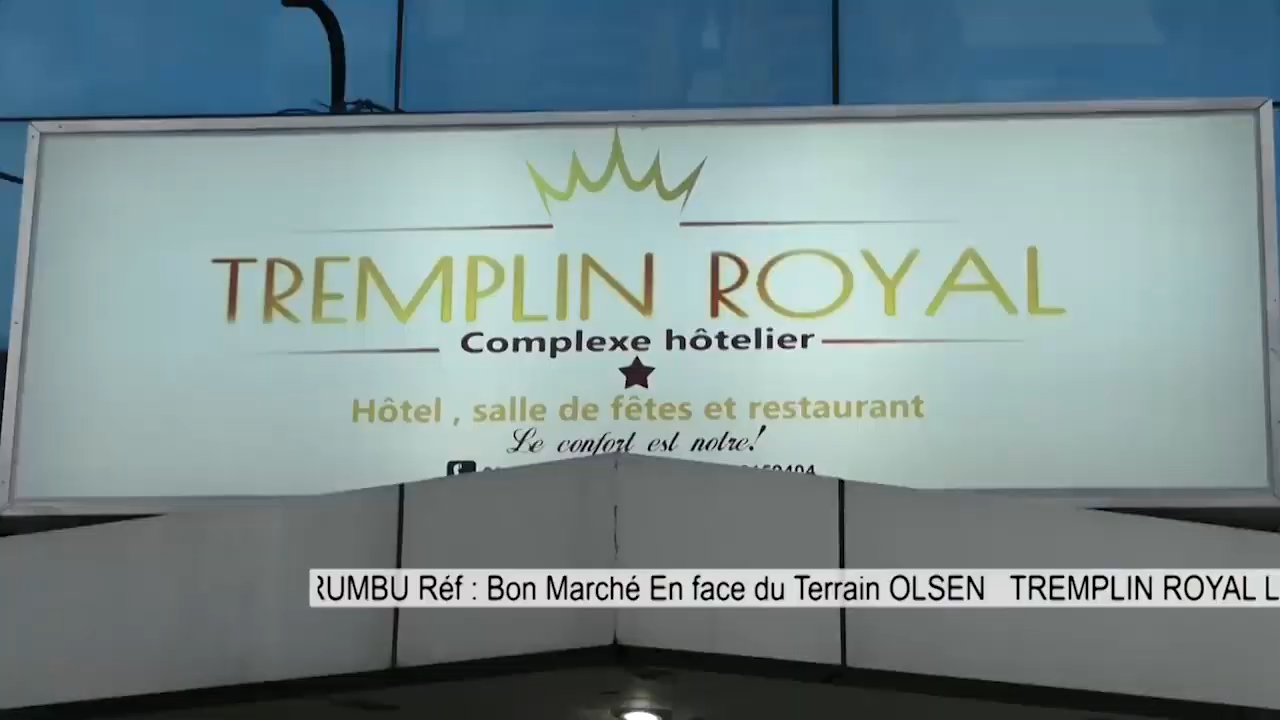 TREMPLIN ROYAL
Complexe hôtelier
Hôtel , salle de fêtes et restaurant
Le confort est notre!
RUMBU Réf : Bon Marché En face du Terrain OLSEN TREMPLIN ROYAL L